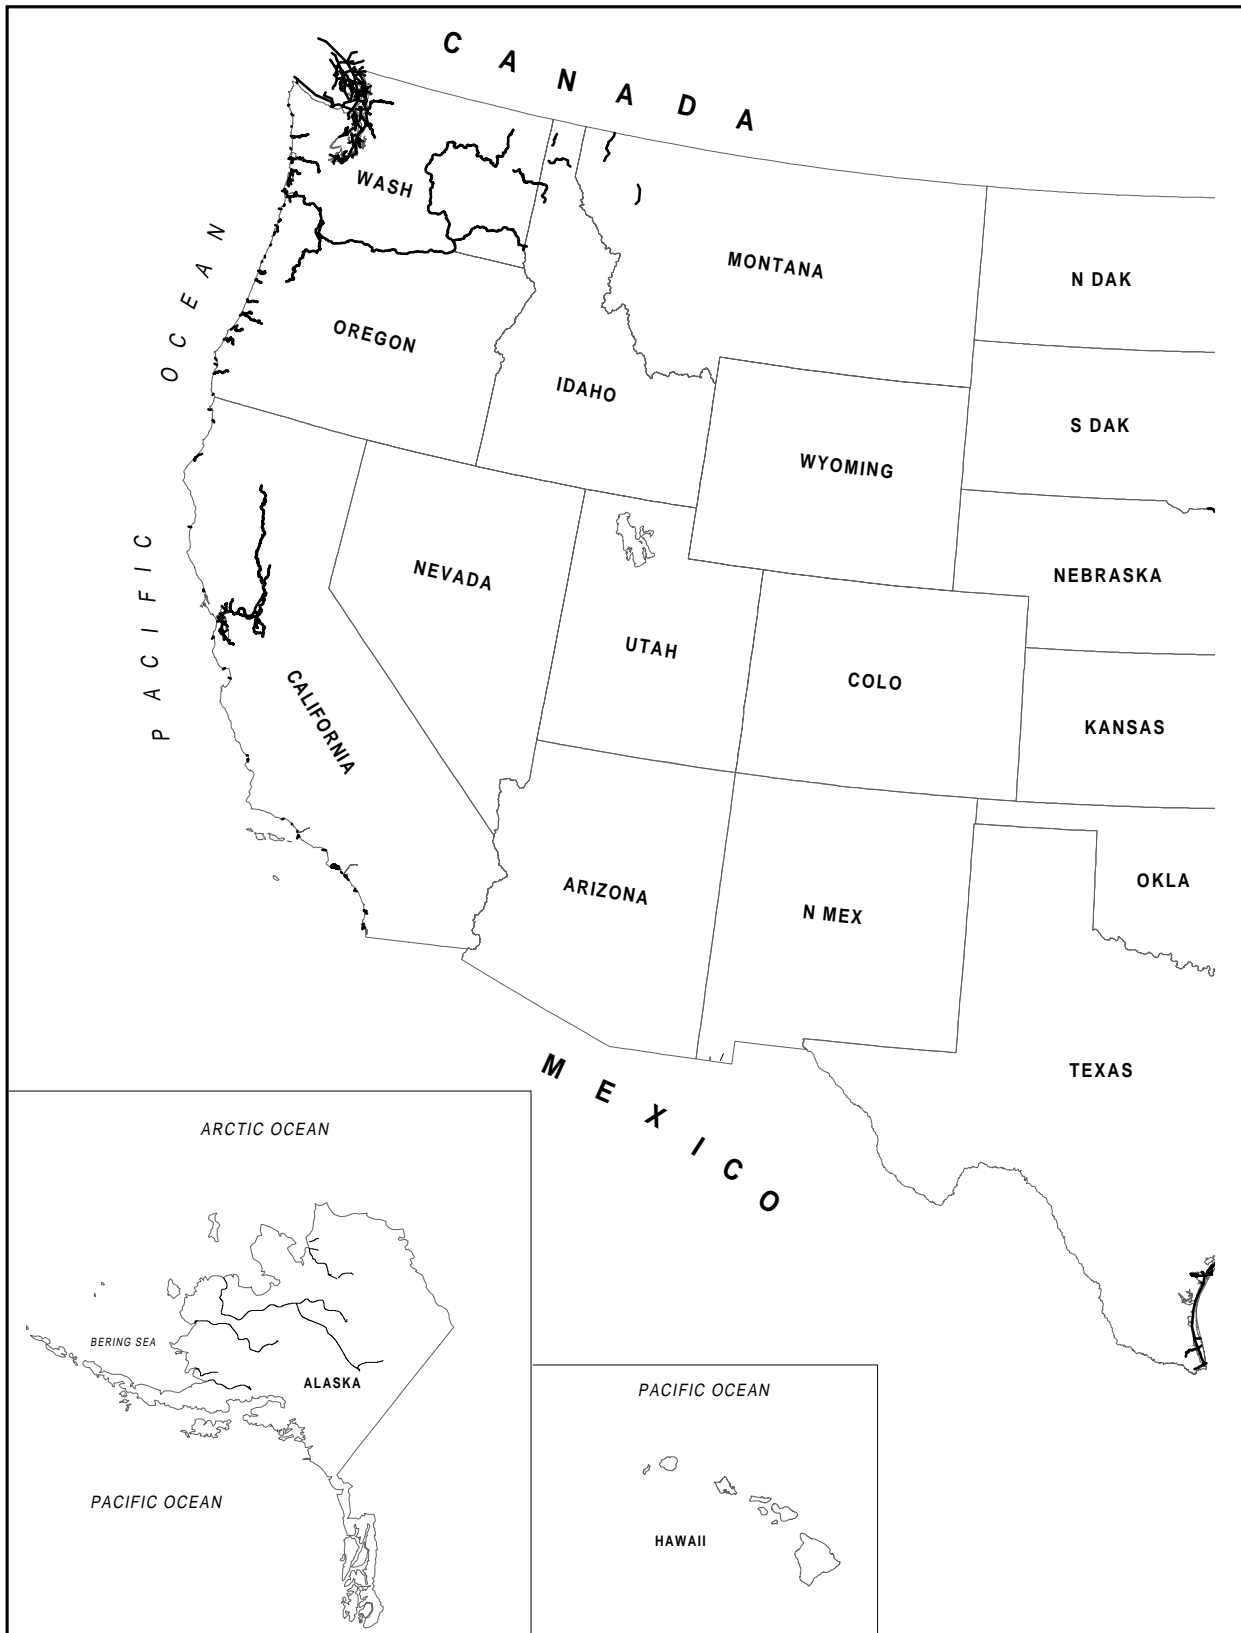 CANADA
WASH
MONTANA
N DAK
OCEAN
OREGON
IDAHO
S DAK
WYOMING
PACIFIC
NEVADA
NEBRASKA
UTAH
COLO
CALIFORNIA
KANSAS
ARIZONA
N MEX
OKLA
TEXAS
MEXICO
ARCTIC OCEAN
BERING SEA
ALASKA
PACIFIC OCEAN
PACIFIC OCEAN
HAWAII